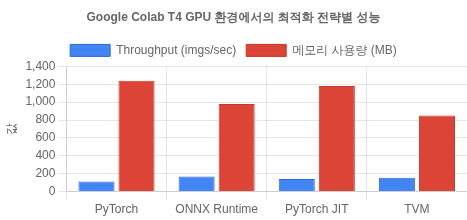 Google Colab T4 GPU 환경에서의 최적화 전략별 성능
Throughput (imgs/sec) 메모리 사용량 (MB)
1,400
1,200
1,000
800
600
400
200
0
값
PyTorch ONNX Runtime PyTorch JIT TVM